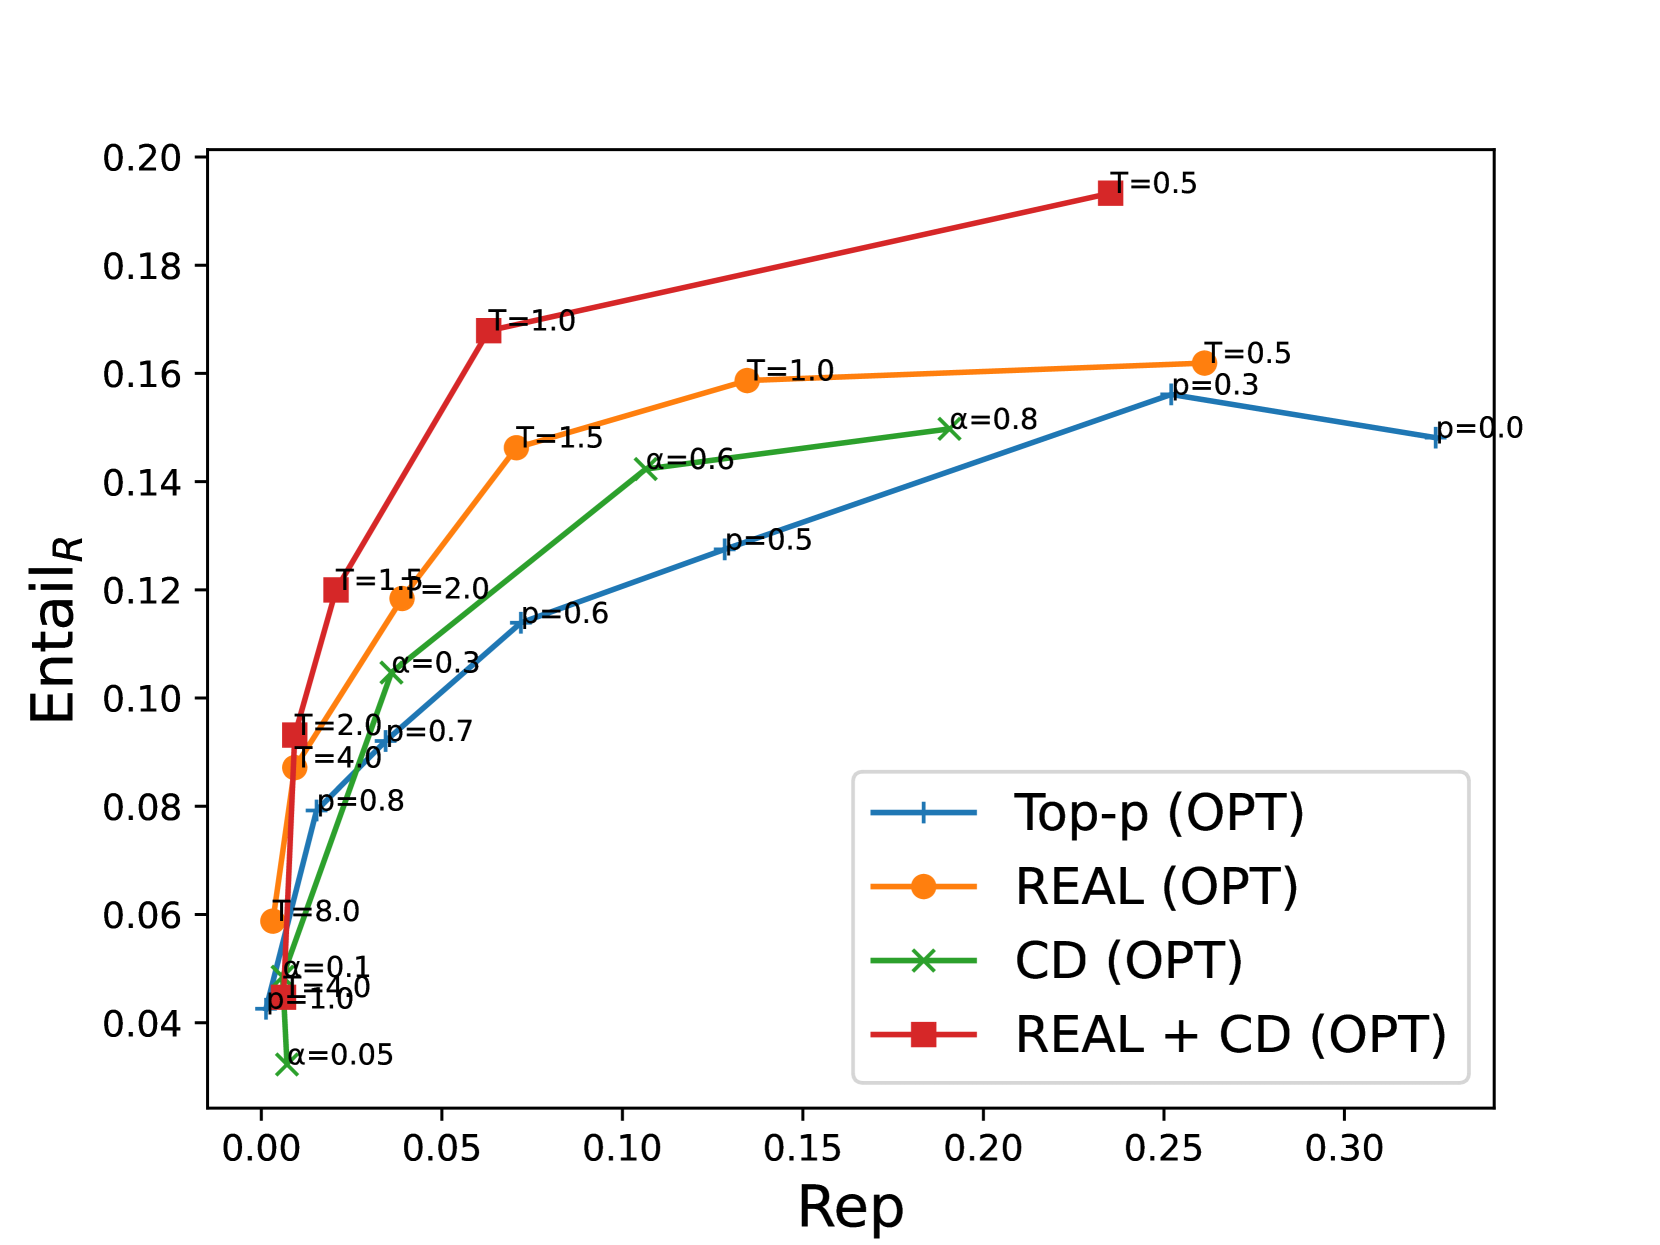 0.20
0.18
0.16
0.14
0.12
0.10
0.08
0.06
0.04
Entail_R
T=0.5
T=1.0
T=0.5
T=1.0
p=0.3
α=0.8
p=0.0
T=1.5
α=0.6
p=0.5
T=1.5
T=2.0
p=0.6
α=0.3
T=2.0
p=0.7
T=4.0
p=0.8
T=8.0
α=0.1
T=4.0
p=1.0
α=0.05
Top-p (OPT)
REAL (OPT)
CD (OPT)
REAL + CD (OPT)
0.00 0.05 0.10 0.15 0.20 0.25 0.30
Rep